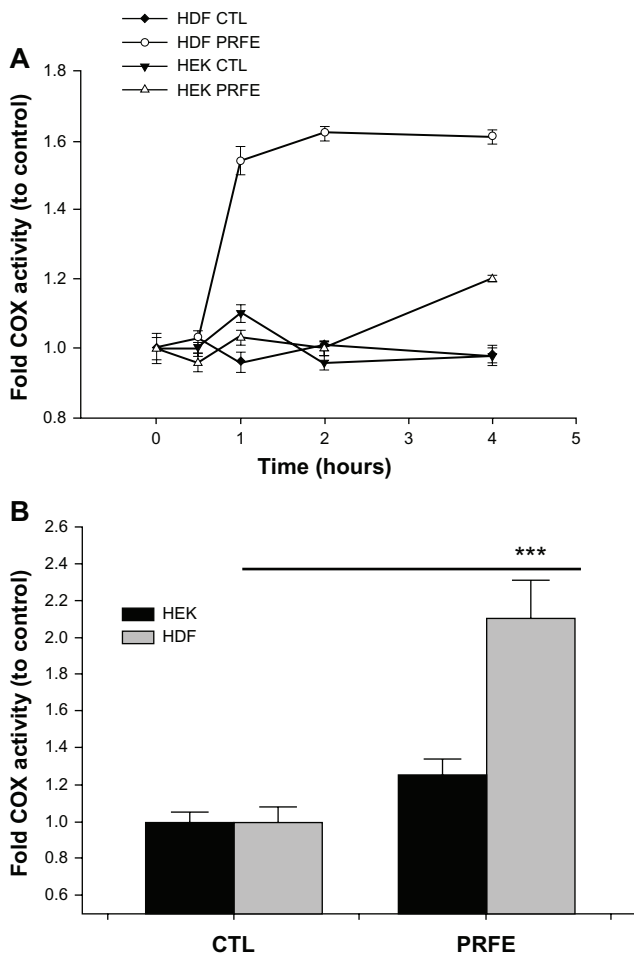 HDF CTL
HDF PRFE
HEK CTL
HEK PRFE
A
1.8
1.6
1.4
1.2
1.0
0.8
Fold COX activity (to control)
0 1 2 3 4 5
Time (hours)
B
2.6
2.4
2.2
2.0
1.8
1.6
1.4
1.2
1.0
0.8
0.6
Fold COX activity (to control)
***
HEK
HDF
CTL PRFE